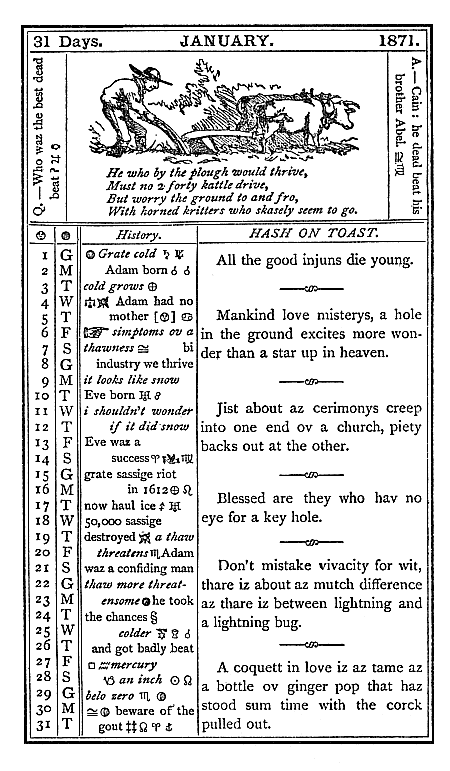 31 Days. JANUARY. 1871.
Q.—Who waz the best dead
beat?
A.—Cain: he dead beat his
brother Abel.
He who by the plough would thrive,
Must no 2 forty kattle drive,
But worry the ground to and fro,
With horned kritters who skasely seem to go.
History.
1 G Grate cold
2 M Adam born
3 T cold grows
4 W Adam had no
5 T mother
6 F simptoms ov a
7 S thawness bi
8 G industry we thrive
9 M it looks like snow
10 T Eve born
11 W i shouldn't wonder
12 T if it did snow
13 F Eve waz a
14 S success
15 G grate sassige riot
16 M in 1612
17 T now haul ice
18 W 50,000 sassige
19 T destroyed a thaw
20 F threatens Adam
21 S waz a confiding man
22 G thaw more threat-
23 M ensome he took
24 T the chances §
25 W colder
26 T and got badly beat
27 F mercury
28 S an inch
29 G belo zero
30 M beware of the
31 T gout
HASH ON TOAST.
All the good injuns die young.
Mankind love misterys, a hole
in the ground excites more won-
der than a star up in heaven.
Jist about az cerimonys creep
into one end ov a church, piety
backs out at the other.
Blessed are they who hav no
eye for a key hole.
Don't mistake vivacity for wit,
thare iz about az mutch difference
az thare iz between lightning and
a lightning bug.
A coquett in love iz az tame az
a bottle ov ginger pop that haz
stood sum time with the corck
pulled out.